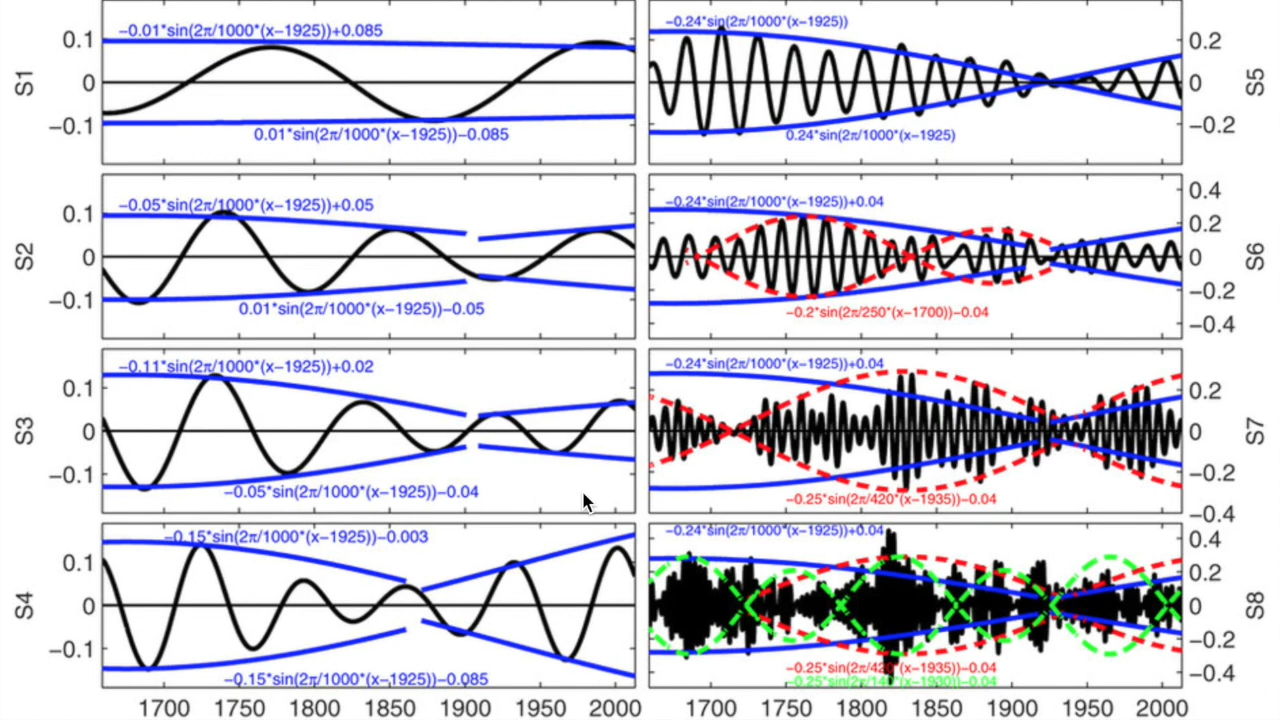 −0.01*sin(2π/1000*(x−1925))+0.085
0.1
S1
0
−0.1
0.01*sin(2π/1000*(x−1925))−0.085
−0.24*sin(2π/1000*(x−1925))
0.2
0
S5
−0.2
0.24*sin(2π/1000*(x−1925)
−0.05*sin(2π/1000*(x−1925))+0.05
0.1
S2
0
−0.1
0.01*sin(2π/1000*(x−1925))−0.05
−0.24*sin(2π/1000*(x−1925))+0.04
0.4
0.2
0
S6
−0.2
−0.4
−0.2*sin(2π/250*(x−1700))−0.04
−0.11*sin(2π/1000*(x−1925))+0.02
0.1
S3
0
−0.1
−0.05*sin(2π/1000*(x−1925))−0.04
−0.24*sin(2π/1000*(x−1925))+0.04
0.2
0
S7
−0.2
−0.4
−0.25*sin(2π/420*(x−1935))−0.04
−0.15*sin(2π/1000*(x−1925))−0.003
0.1
S4
0
−0.1
−0.15*sin(2π/1000*(x−1925))−0.085
−0.24*sin(2π/1000*(x−1925))+0.04
0.4
0.2
0
S8
−0.2
−0.4
−0.25*sin(2π/420*(x−1935))−0.04
−0.25*sin(2π/140*(x−1930))−0.04
1700 1750 1800 1850 1900 1950 2000
1700 1750 1800 1850 1900 1950 2000